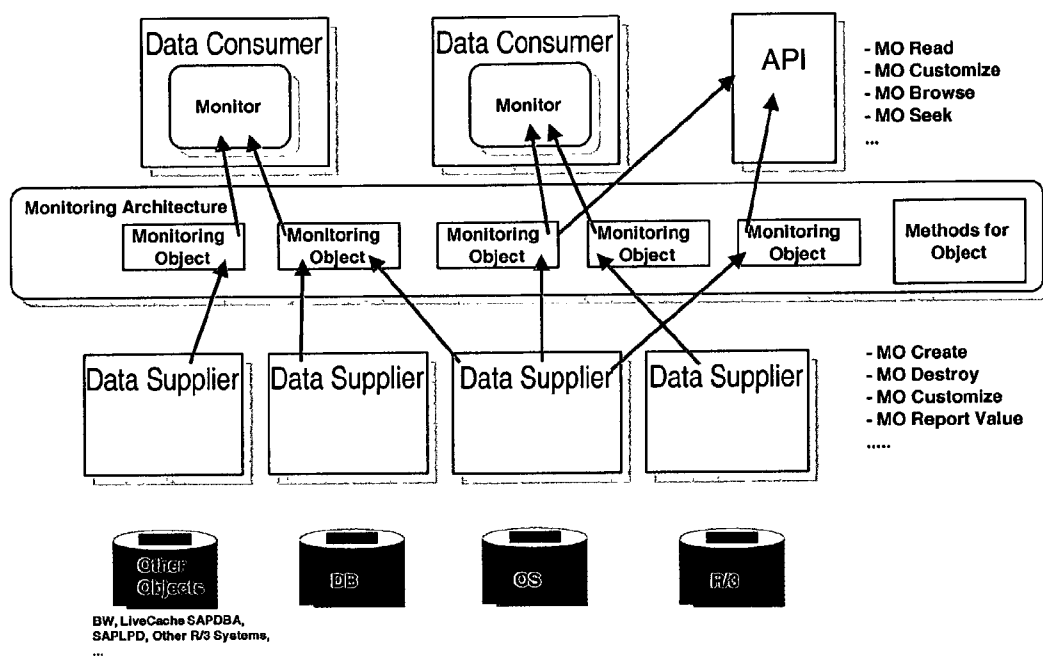 Data Consumer
Monitor
Data Consumer
Monitor
API
- MO Read
- MO Customize
- MO Browse
- MO Seek
...
Monitoring Architecture
Monitoring
Object
Monitoring
Object
Monitoring
Object
Monitoring
Object
Monitoring
Object
Methods for
Object
Data Supplier
Data Supplier
Data Supplier
Data Supplier
- MO Create
- MO Destroy
- MO Customize
- MO Report Value
.....
Other
Objects
DB
OS
R/3
BW, LiveCache SAPDBA,
SAPLPD, Other R/3 Systems,
...